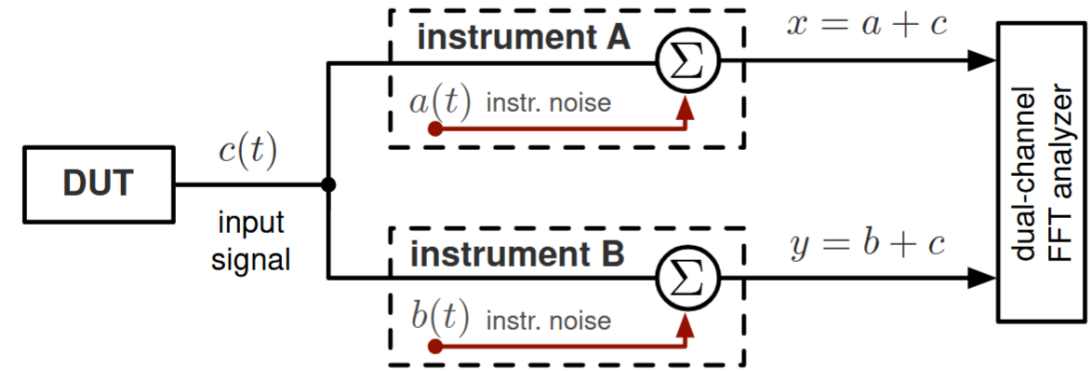 instrument A
x = a + c
a(t) instr. noise
c(t)
DUT
input
signal
instrument B
y = b + c
b(t) instr. noise
Σ
Σ
dual-channel
FFT analyzer